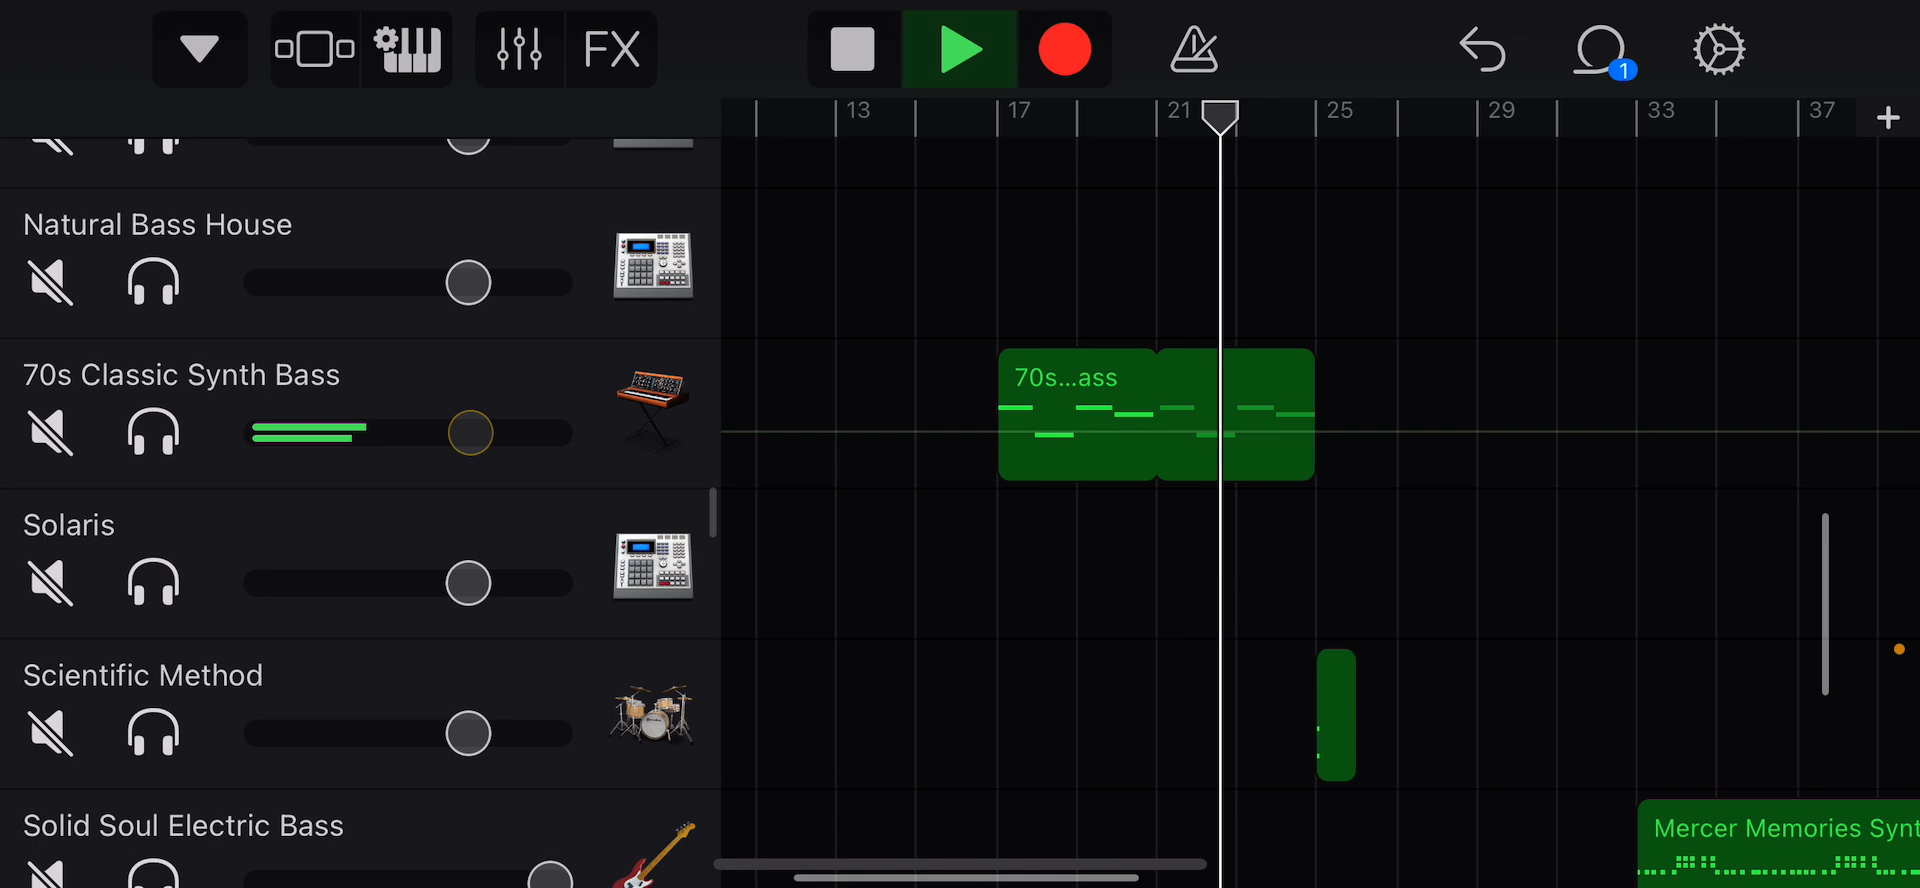 FX
1
13
17
21
25
29
33
37
+
Natural Bass House
70s Classic Synth Bass
70s...ass
Solaris
Scientific Method
Solid Soul Electric Bass
Mercer Memories Synt